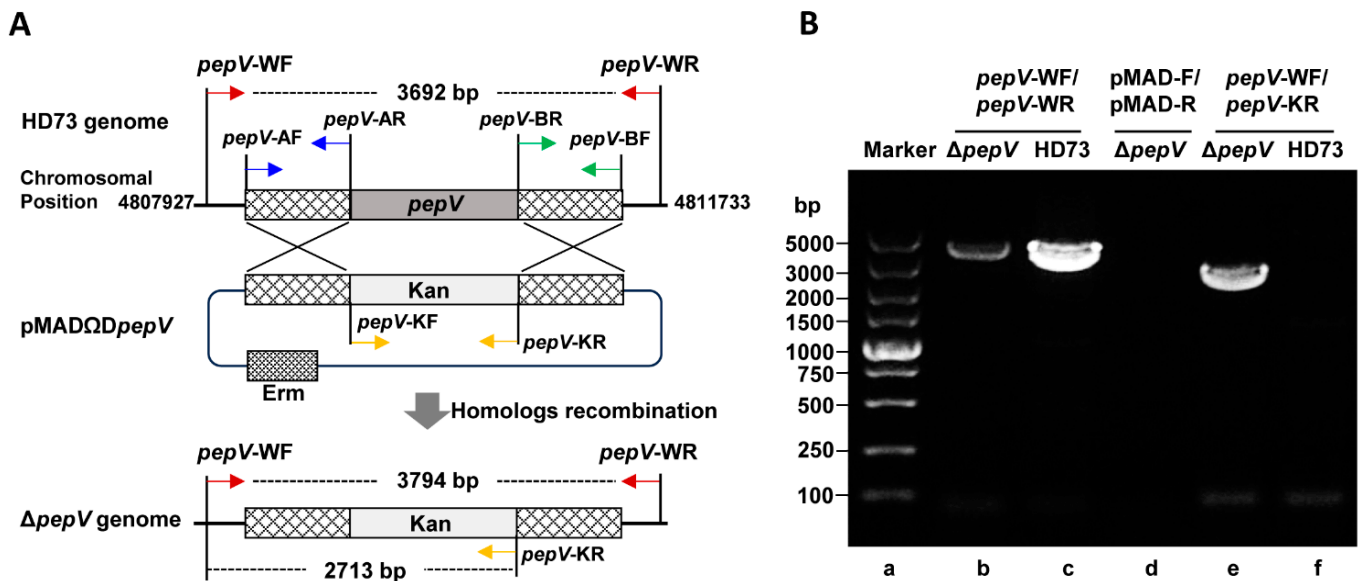 A
pepV-WF
pepV-WR
3692 bp
HD73 genome
pepV-AR
pepV-BR
pepV-AF
pepV-BF
Chromosomal
Position
4807927
pepV
4811733
Kan
pMADΩDpepV
pepV-KF
pepV-KR
Erm
Homologs recombination
pepV-WF
pepV-WR
3794 bp
ΔpepV genome
Kan
pepV-KR
2713 bp
B
pepV-WF/
pepV-WR
pMAD-F/
pMAD-R
pepV-WF/
pepV-KR
Marker ΔpepV HD73 ΔpepV ΔpepV HD73
bp
5000
3000
2000
1500
1000
750
500
250
100
a b c d e f